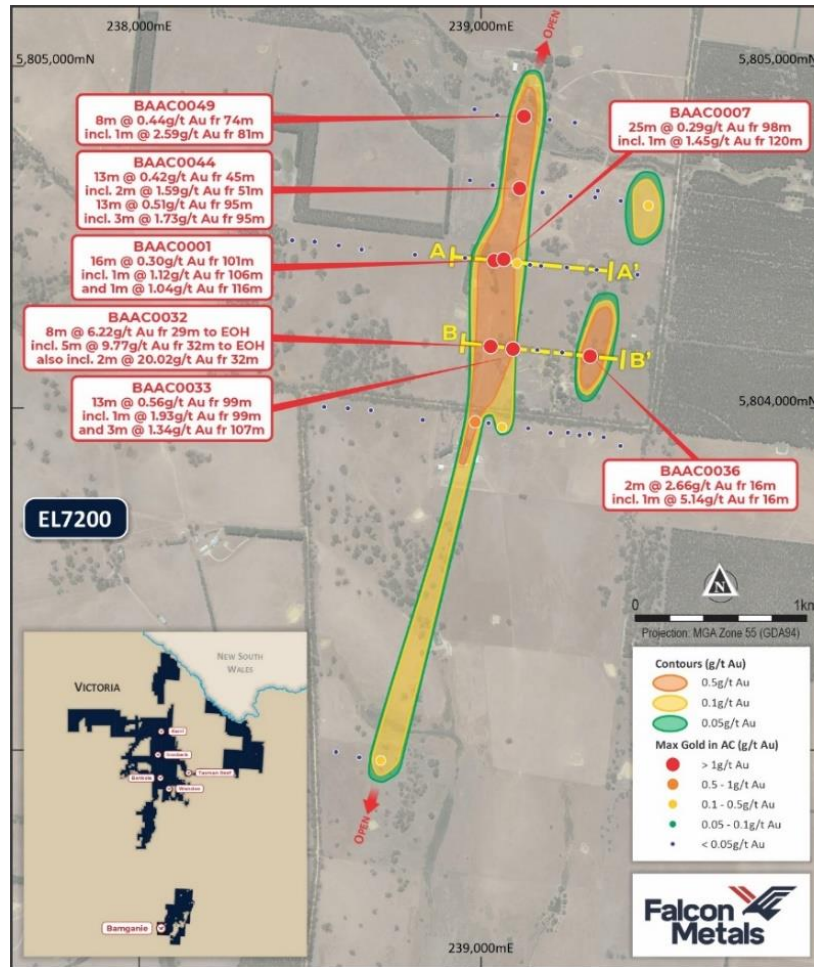 238,000mE
239,000mE
5,805,000mN
5,805,000mN
OPEN
BAAC0049
8m @ 0.44g/t Au fr 74m
incl. 1m @ 2.59g/t Au fr 81m
BAAC0007
25m @ 0.29g/t Au fr 98m
incl. 1m @ 1.45g/t Au fr 120m
BAAC0044
13m @ 0.42g/t Au fr 45m
incl. 2m @ 1.59g/t Au fr 51m
13m @ 0.51g/t Au fr 95m
incl. 3m @ 1.73g/t Au fr 95m
BAAC0001
16m @ 0.30g/t Au fr 101m
incl. 1m @ 1.12g/t Au fr 106m
and 1m @ 1.04g/t Au fr 116m
A
A'
BAAC0032
8m @ 6.22g/t Au fr 29m to EOH
incl. 5m @ 9.77g/t Au fr 32m to EOH
also incl. 2m @ 20.02g/t Au fr 32m
B
B'
BAAC0033
13m @ 0.56g/t Au fr 99m
incl. 1m @ 1.93g/t Au fr 99m
and 3m @ 1.34g/t Au fr 107m
5,804,000mN
BAAC0036
2m @ 2.66g/t Au fr 16m
incl. 1m @ 5.14g/t Au fr 16m
EL7200
N
0 1km
Projection: MGA Zone 55 (GDA94)
NEW SOUTH
WALES
VICTORIA
Bamganie
Contours (g/t Au)
0.5g/t Au
0.1g/t Au
0.05g/t Au
Max Gold in AC (g/t Au)
> 1g/t Au
0.5 - 1g/t Au
0.1 - 0.5g/t Au
0.05 - 0.1g/t Au
< 0.05g/t Au
OPEN
Falcon
Metals
239,000mE